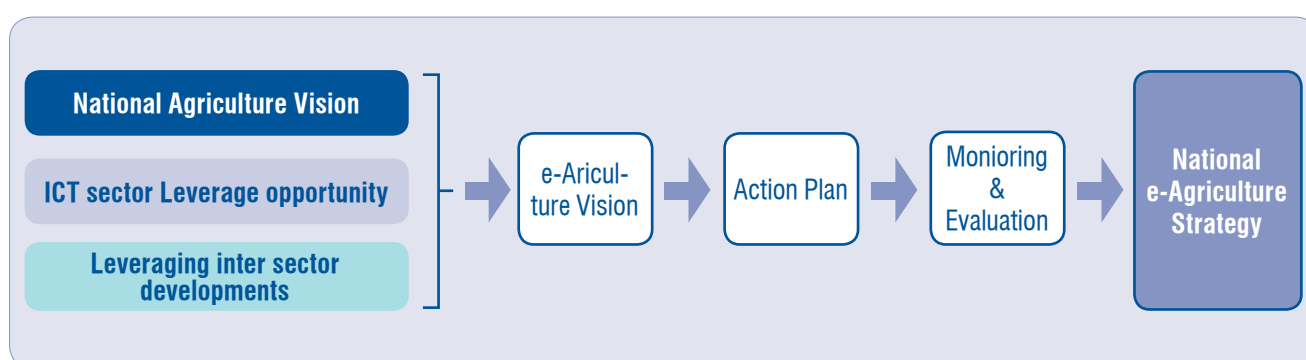 National Agriculture Vision
ICT sector Leverage opportunity
Leveraging inter sector
developments
e-Aricul-
ture Vision
Action Plan
Monioring
&
Evaluation
National
e-Agriculture
Strategy